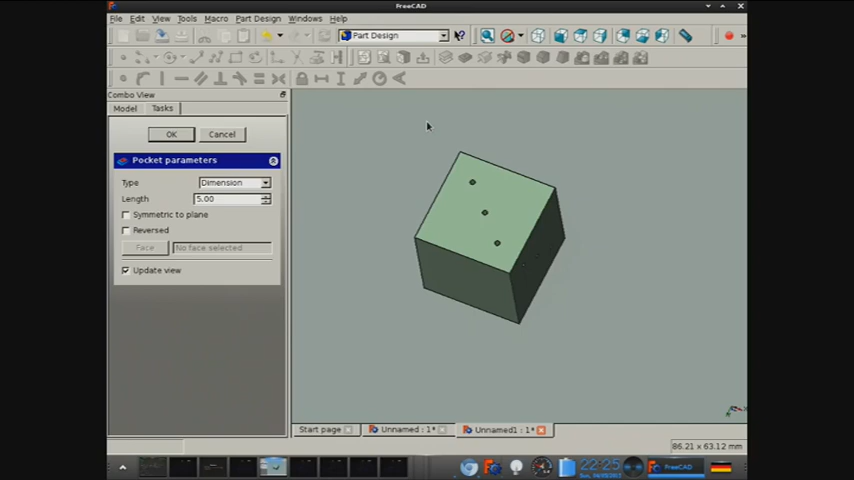 FreeCAD
File Edit View Tools Macro Part Design Windows Help
Part Design
Combo View
Model Tasks
OK Cancel
Pocket parameters
Type Dimension
Length 5.00
Symmetric to plane
Reversed
Face No face selected
Update view
Start page Unnamed : 1* Unnamed1 : 1*
86.21 x 63.12 mm
22:25
FreeCAD